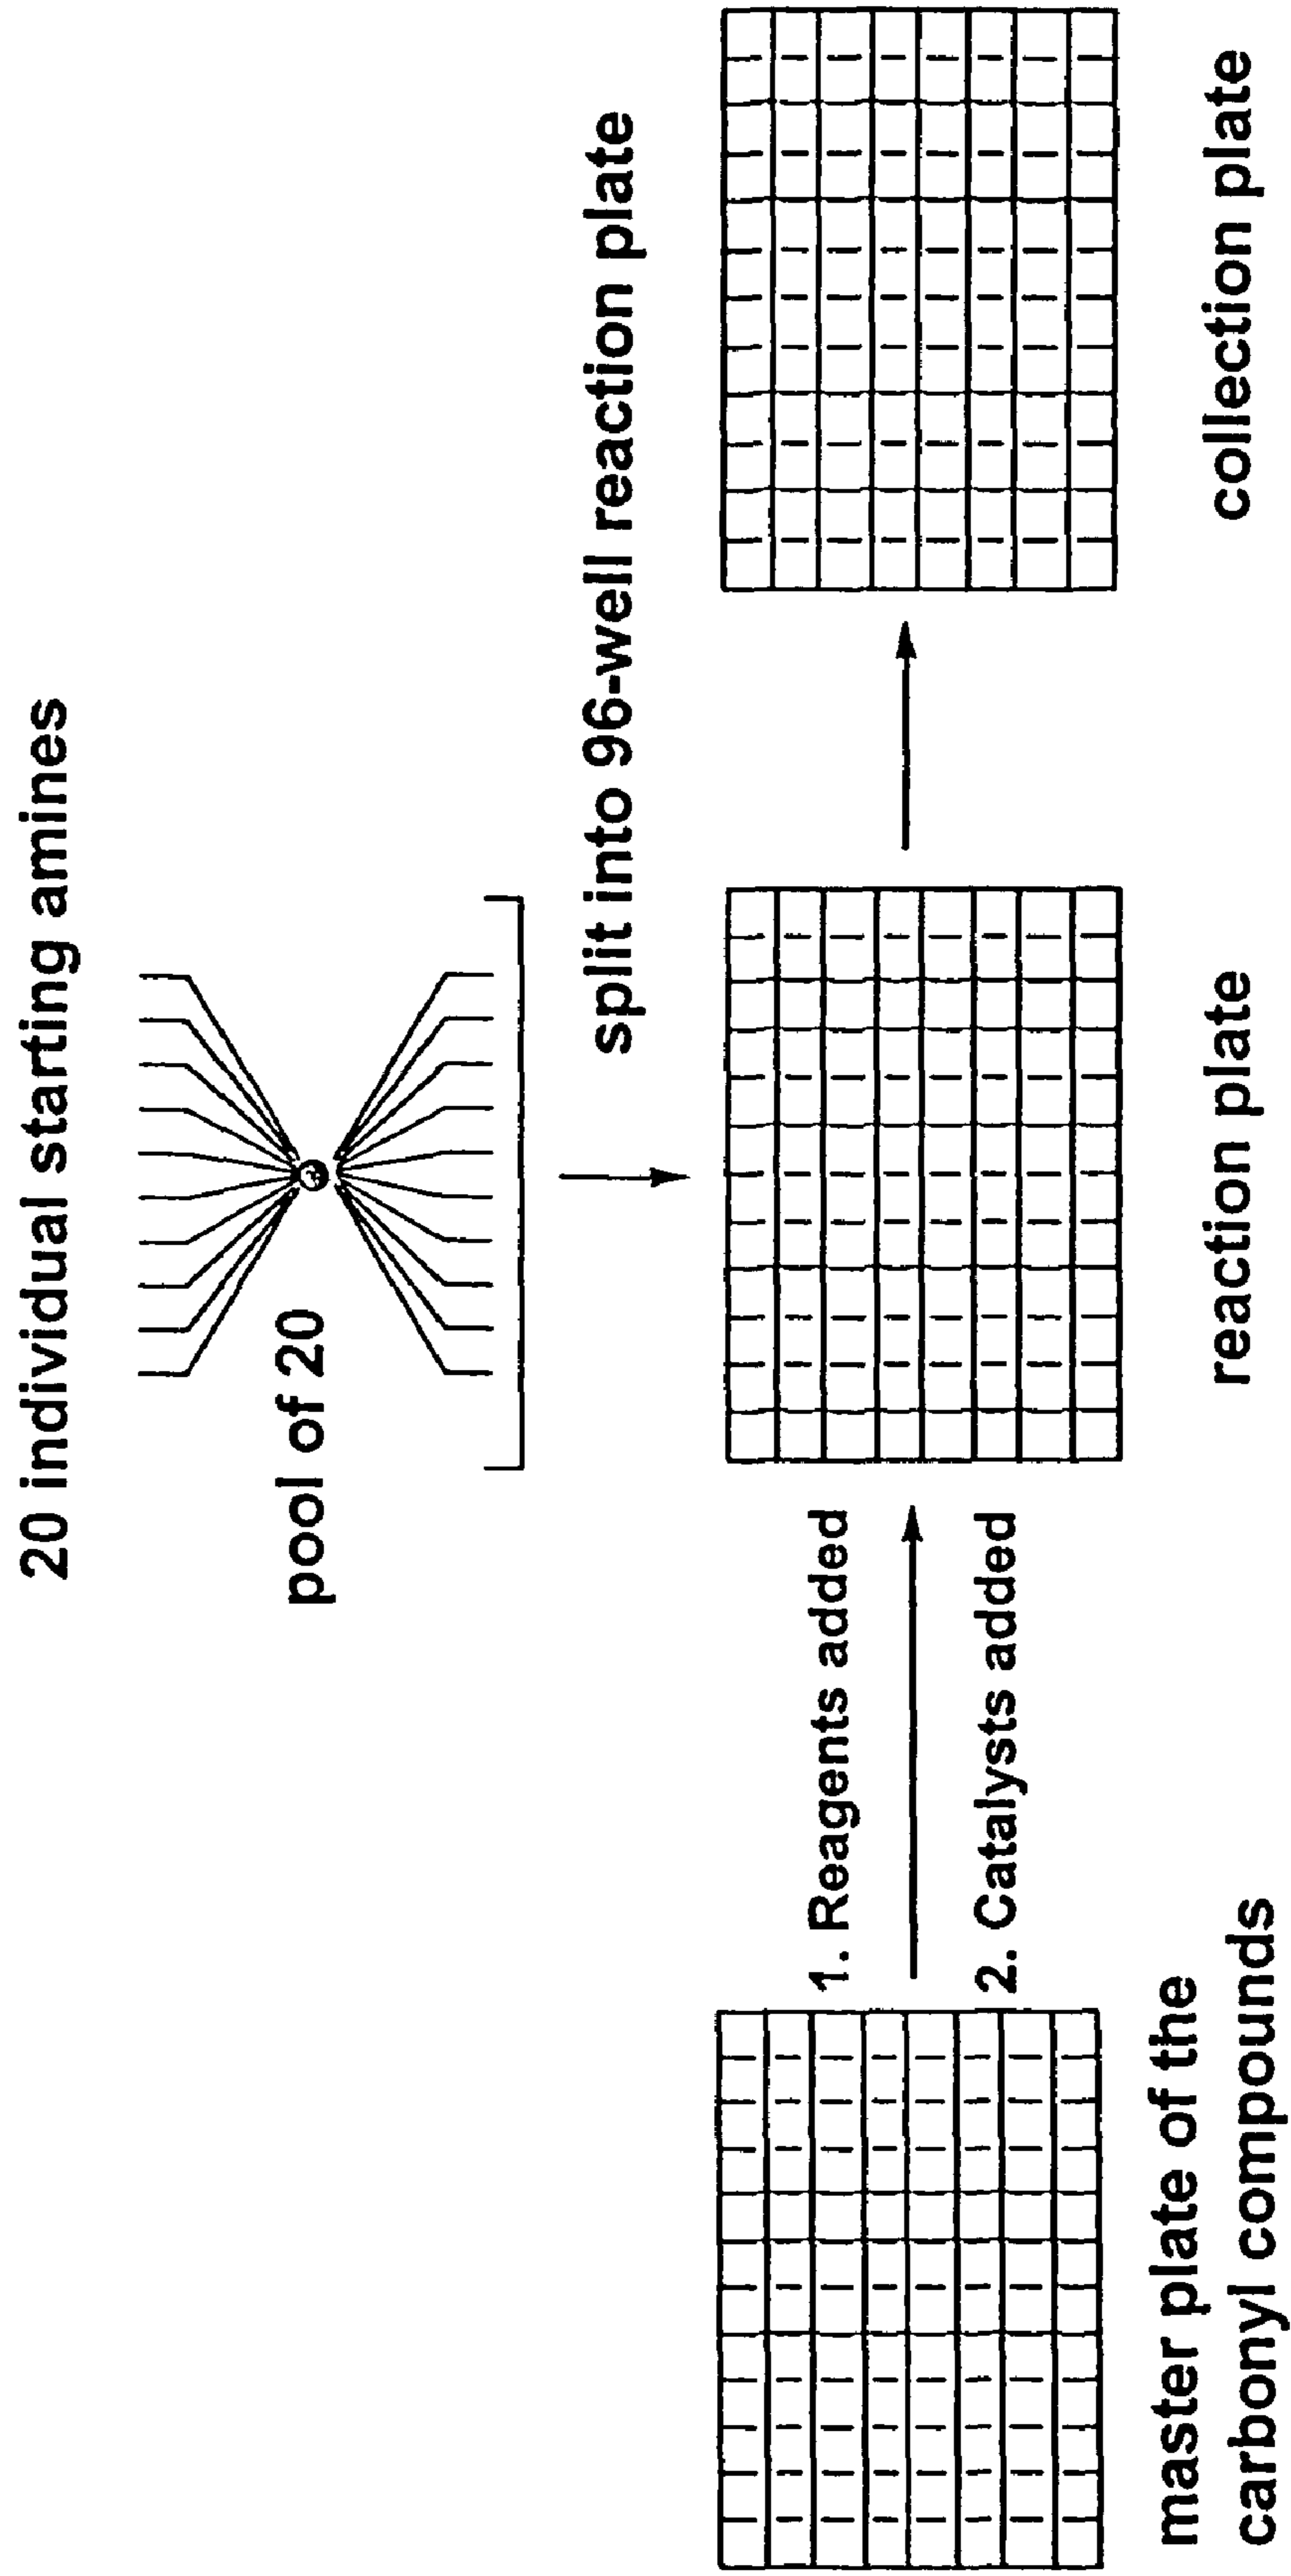 20 individual starting amines
pool of 20
split into 96-well reaction plate
1. Reagents added
2. Catalysts added
master plate of the
carbonyl compounds
reaction plate
collection plate